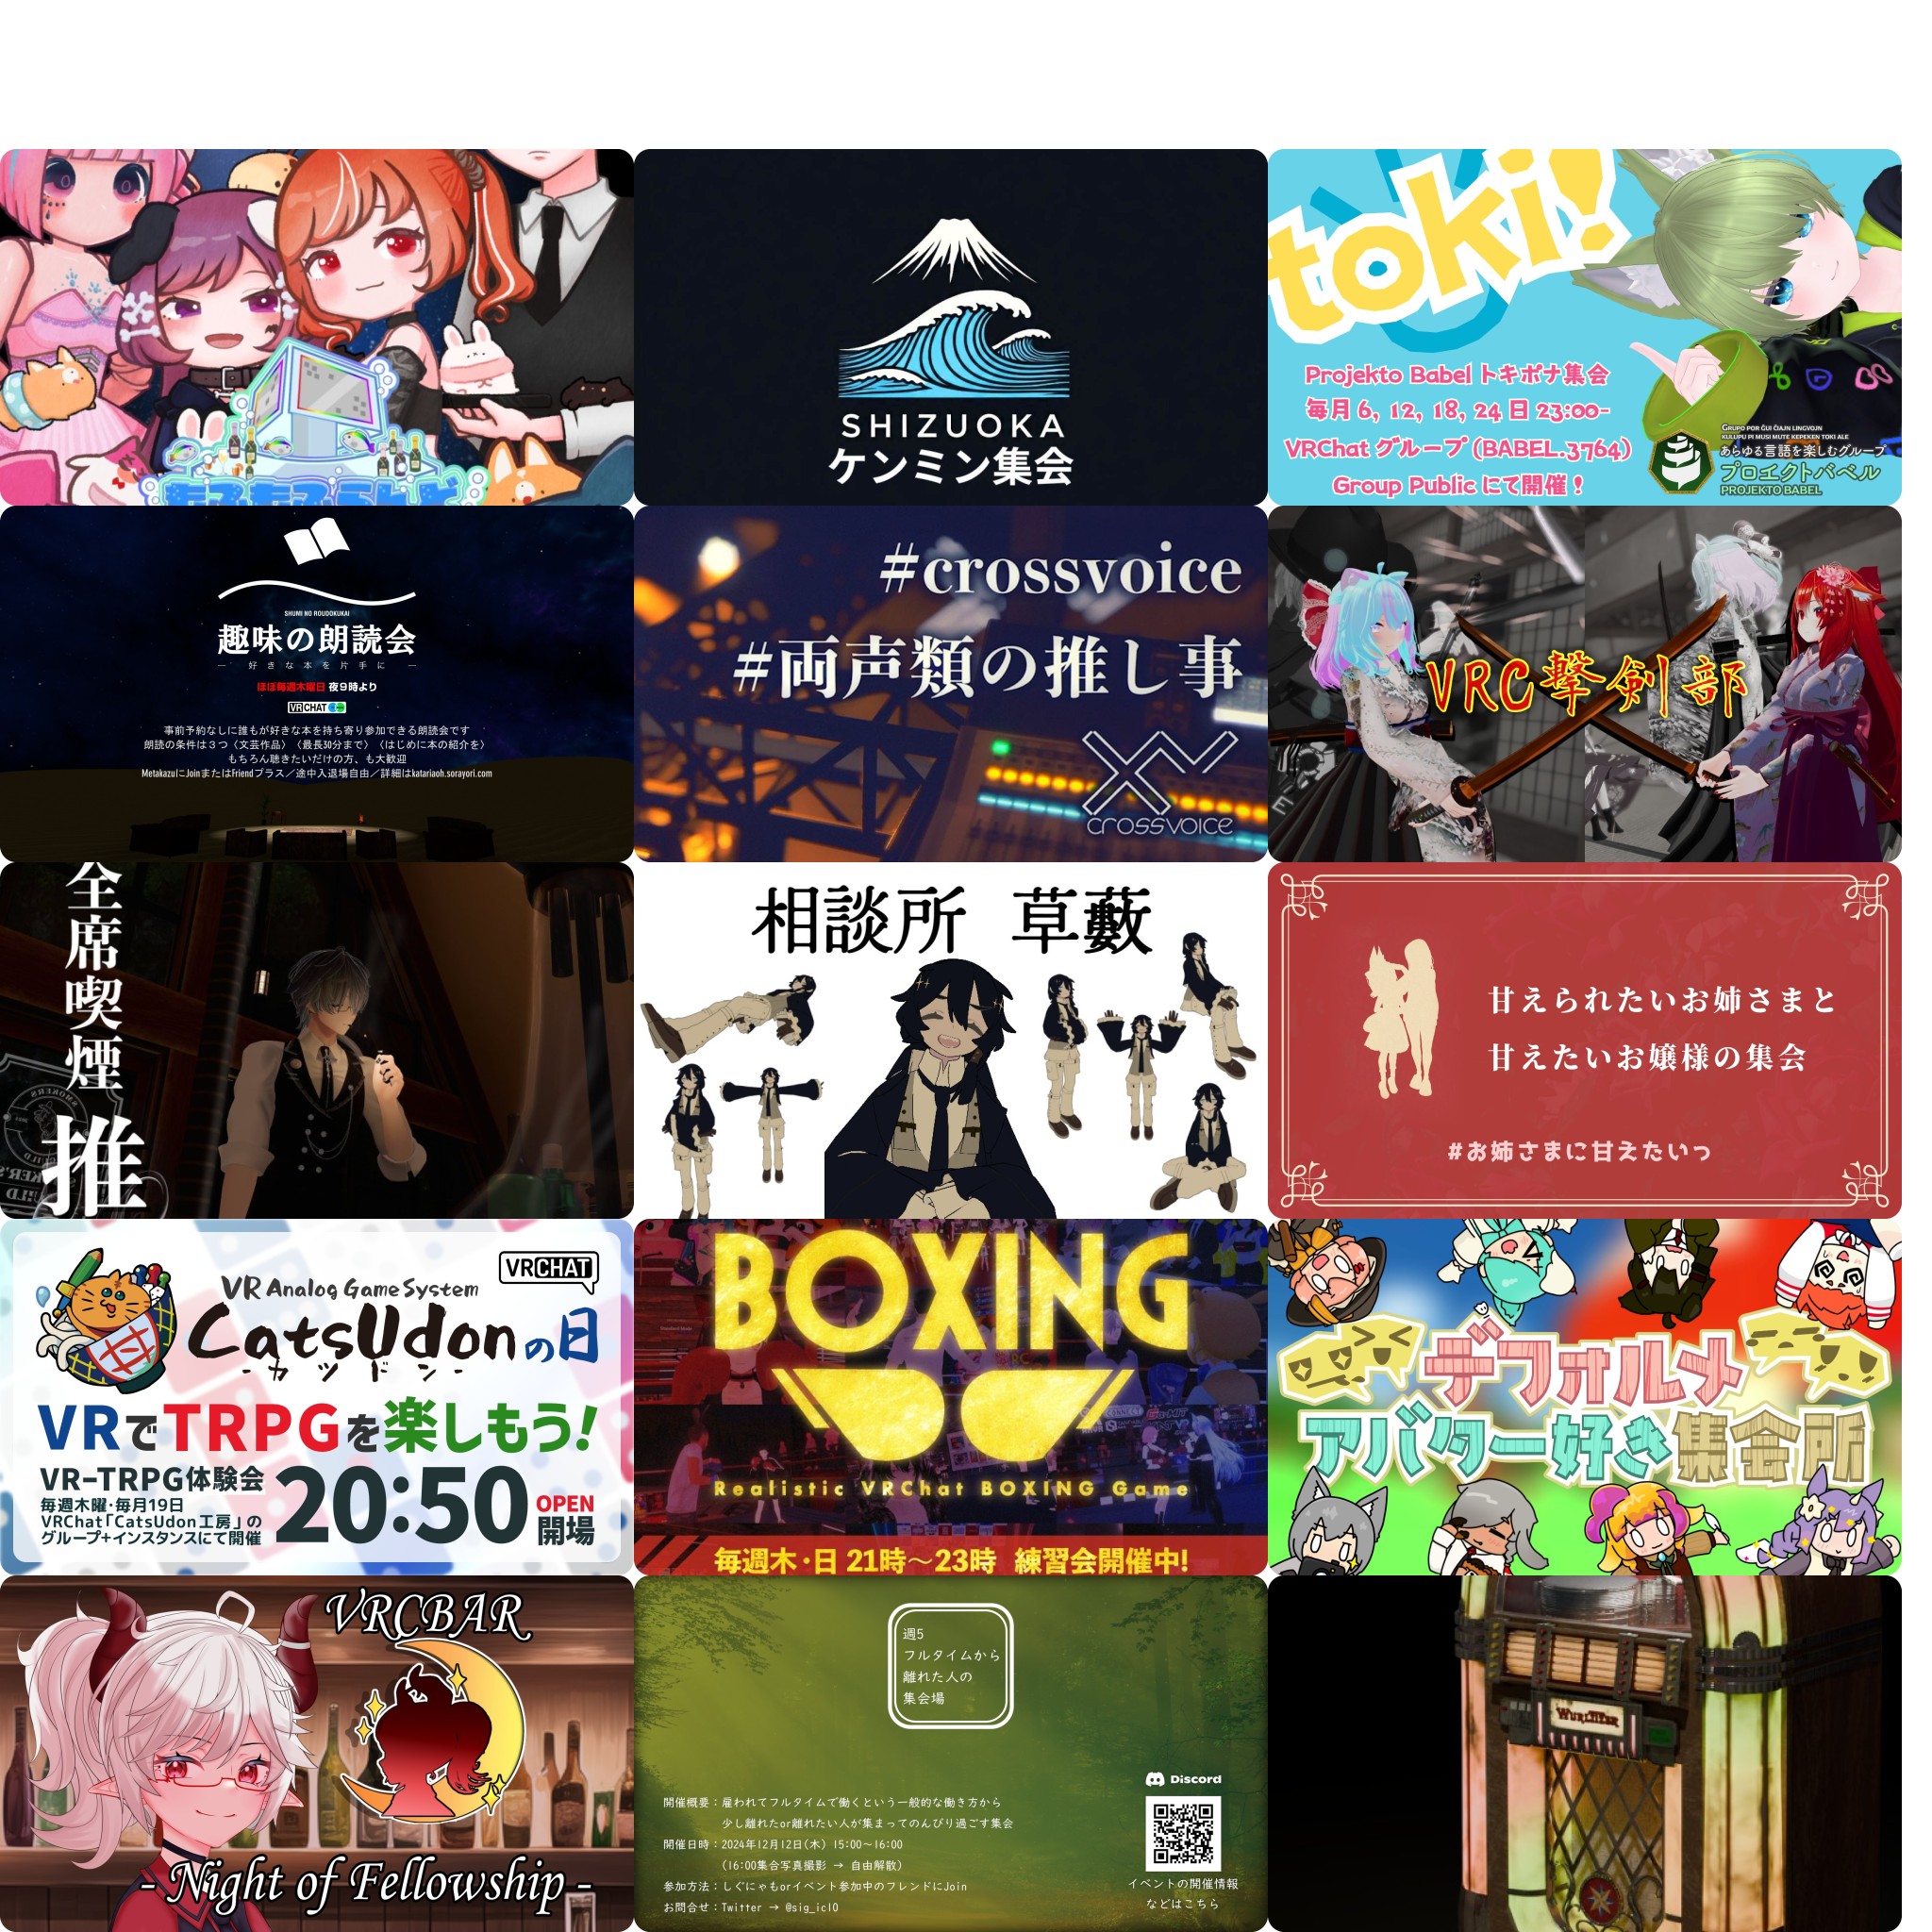 SHIZUOKA
ケンミン集会
toki!
Projekto Babel トキポナ集会
毎月 6, 12, 18, 24 日 23:00-
VRChat グループ (BABEL.3764)
Group Public にて開催！
GRUPO POR ĈUI ĈIAJN LINGVOJN
KULUPU PI MUSI MUTE KEPEKEN TOKI ALE
あらゆる言語を楽しむグループ
プロエクトバベル
PROJEKTO BABEL
SHUMI NO ROUDOKUKAI
趣味の朗読会
― 好きな本を片手に ―
ほぼ毎週木曜日 夜9時より
VRCHAT
事前予約なしに誰もが好きな本を持ち寄り参加できる朗読会です
朗読の条件は３つ〈文芸作品〉〈最長30分まで〉〈はじめに本の紹介を〉
もちろん聴きたいだけの方、も大歓迎
MetakazuにJoinまたはFriendプラス／途中入退場自由／詳細はkatariaoh.sorayori.com
#crossvoice
#両声類の推し事
crossvoice
VRC撃剣部
全席喫煙
推
相談所 草藪
甘えられたいお姉さまと
甘えたいお嬢様の集会
#お姉さまに甘えたいっ
VRCHAT
VR Analog Game System
CatsUdonの日
-カツドン-
VRでTRPGを楽しもう!
VR-TRPG体験会
毎週木曜・毎月19日
VRChat「CatsUdon工房」の
グループ+インスタンスにて開催
20:50
OPEN
開場
BOXING
Realistic VRChat BOXING Game
毎週木・日 21時～23時 練習会開催中!
デフォルメ
アバター好き集会所
VRCBAR
- Night of Fellowship -
週5
フルタイムから
離れた人の
集会場
開催概要：雇われてフルタイムで働くという一般的な働き方から
少し離れたor離れたい人が集まってのんびり過ごす集会
開催日時：2024年12月12日(木) 15:00〜16:00
(16:00集合写真撮影 → 自由解散)
参加方法：しぐにゃもorイベント参加中のフレンドにJoin
お問合せ：Twitter → @sig_icl0
Discord
イベントの開催情報
などはこちら
WURLITZER